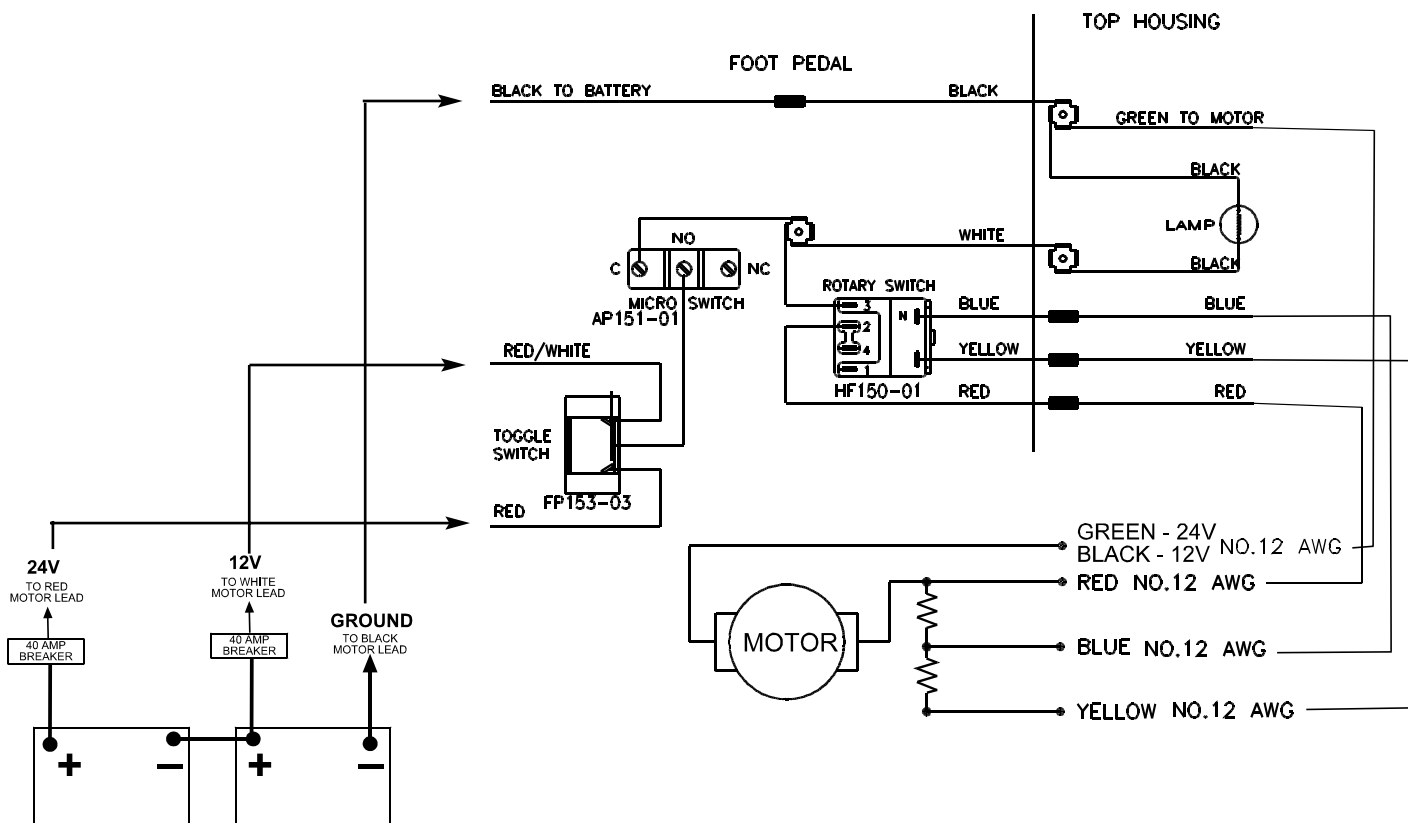 TOP HOUSING
FOOT PEDAL
BLACK TO BATTERY
BLACK
GREEN TO MOTOR
BLACK
LAMP
BLACK
WHITE
NO
C
NC
MICRO SWITCH
AP151-01
ROTARY SWITCH
3
2
4
1
N
HF150-01
BLUE
BLUE
YELLOW
YELLOW
RED
RED
RED/WHITE
TOGGLE
SWITCH
FP153-03
RED
24V
TO RED
MOTOR LEAD
40 AMP
BREAKER
12V
TO WHITE
MOTOR LEAD
40 AMP
BREAKER
GROUND
TO BLACK
MOTOR LEAD
+
−
+
−
GREEN - 24V
BLACK - 12V NO.12 AWG
RED NO.12 AWG
MOTOR
BLUE NO.12 AWG
YELLOW NO.12 AWG